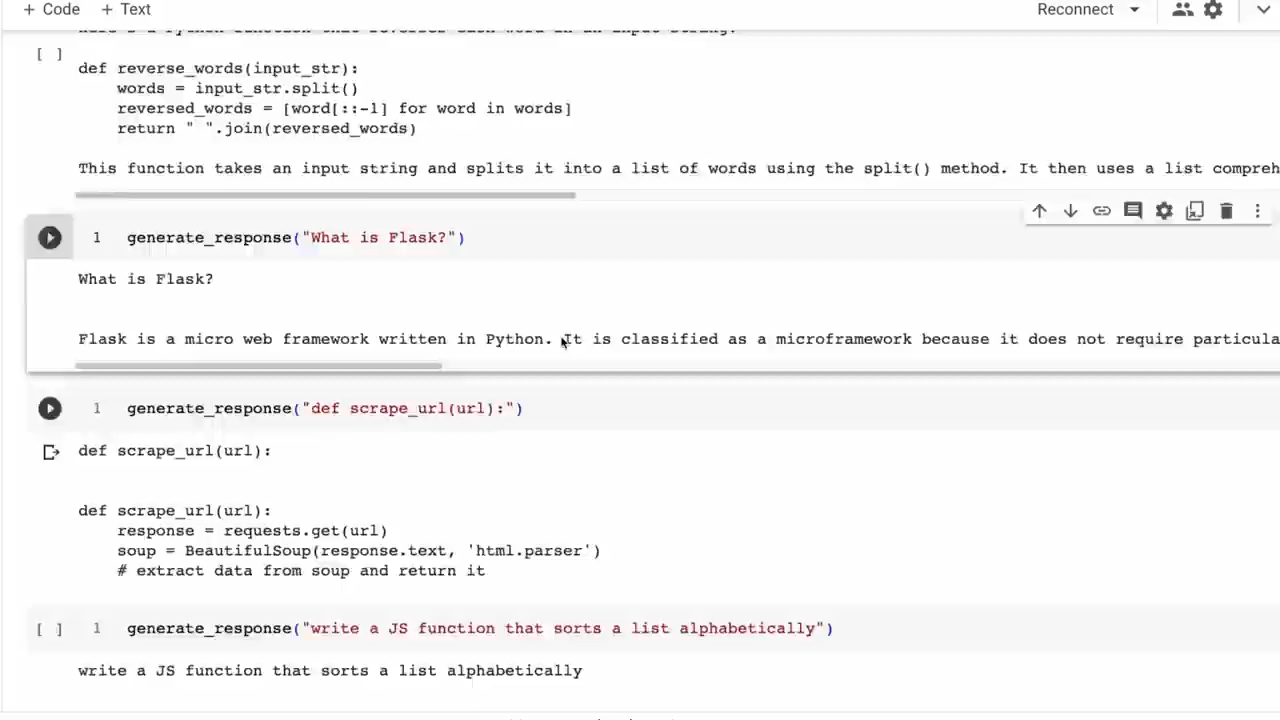 + Code + Text Reconnect
[ ]
def reverse_words(input_str):
    words = input_str.split()
    reversed_words = [word[::-1] for word in words]
    return " ".join(reversed_words)
This function takes an input string and splits it into a list of words using the split() method. It then uses a list compreh
1 generate_response("What is Flask?")
What is Flask?
Flask is a micro web framework written in Python. It is classified as a microframework because it does not require particula
1 generate_response("def scrape_url(url):")
def scrape_url(url):
def scrape_url(url):
    response = requests.get(url)
    soup = BeautifulSoup(response.text, 'html.parser')
    # extract data from soup and return it
[ ] 1 generate_response("write a JS function that sorts a list alphabetically")
write a JS function that sorts a list alphabetically